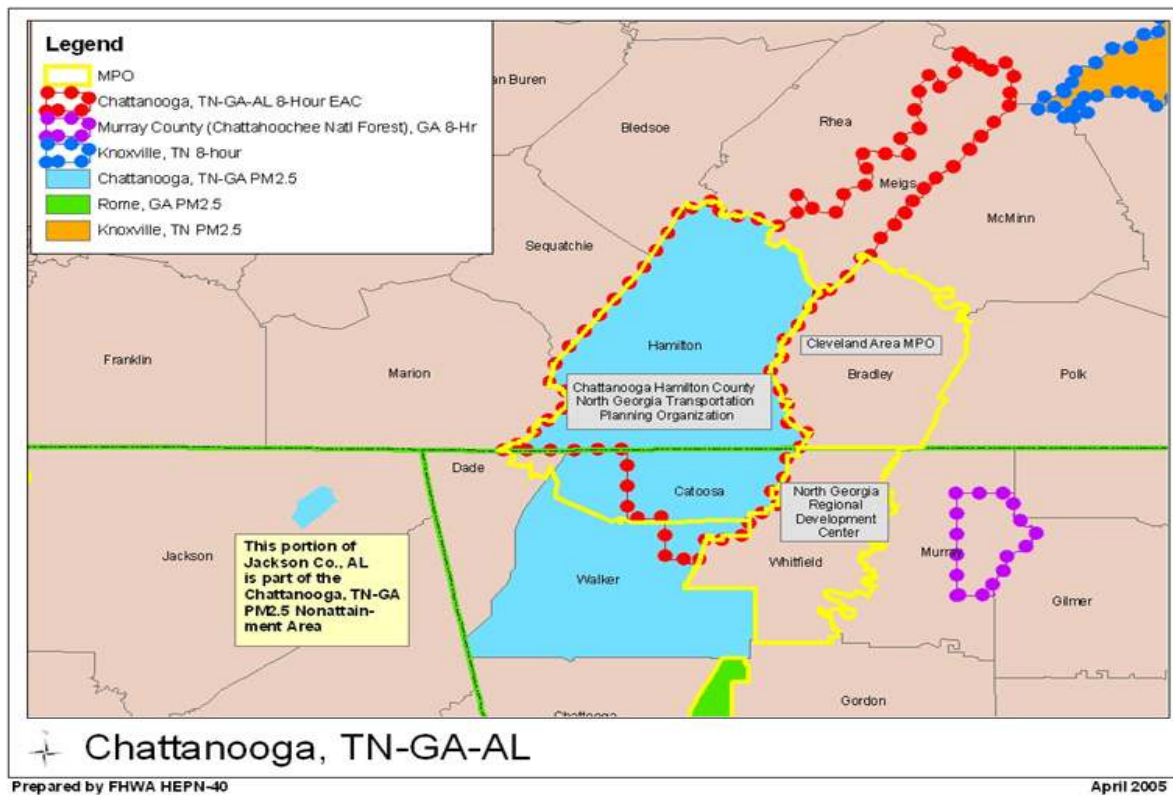 Legend
MPO
Chattanooga, TN-GA-AL 8-Hour EAC
Murray County (Chattahoochee Natl Forest), GA 8-Hr
Knoxville, TN 8-hour
Chattanooga, TN-GA PM2.5
Rome, GA PM2.5
Knoxville, TN PM2.5
an Buren
Bledsoe
Rhea
Meigs
McMinn
Sequatchie
Franklin
Marion
Hamilton
Cleveland Area MPO
Bradley
Polk
Chattanooga Hamilton County
North Georgia Transportation
Planning Organization
Dade
Catoosa
North Georgia
Regional
Development
Center
Jackson
This portion of
Jackson Co., AL
is part of the
Chattanooga, TN-GA
PM2.5 Nonattain-
ment Area
Walker
Whitfield
Murray
Gilmer
Gordon
Chattooga
Chattanooga, TN-GA-AL
Prepared by FHWA HEPN-40
April 2005